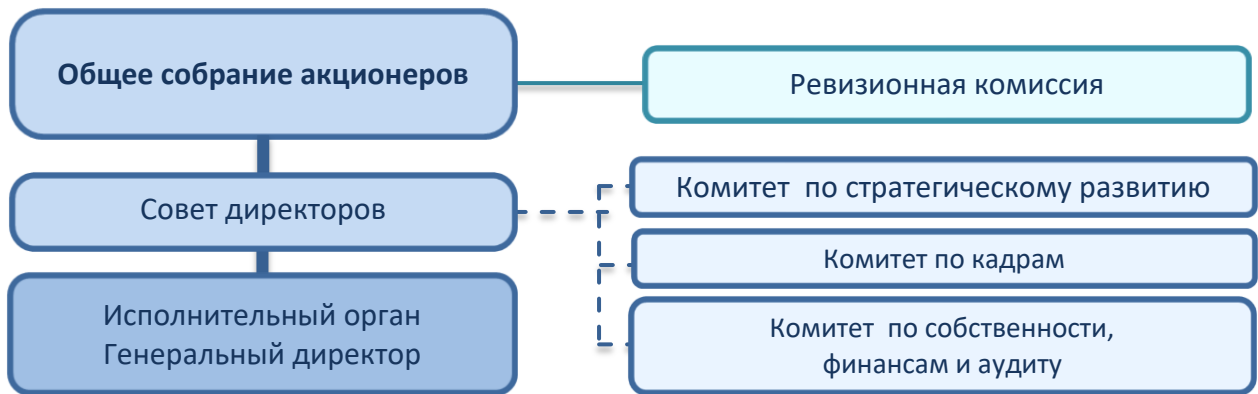 Общее собрание акционеров
Ревизионная комиссия
Совет директоров
Комитет по стратегическому развитию
Комитет по кадрам
Исполнительный орган
Генеральный директор
Комитет по собственности,
финансам и аудиту